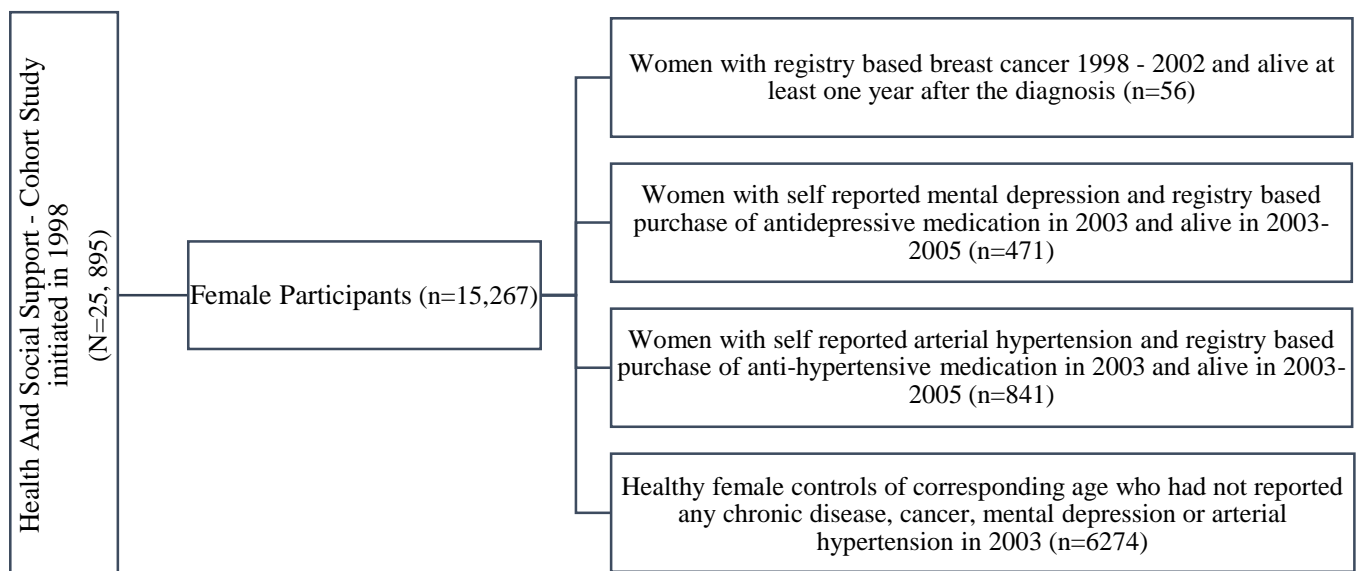 Health And Social Support - Cohort Study
initiated in 1998
(N=25, 895)
Female Participants (n=15,267)
Women with registry based breast cancer 1998 - 2002 and alive at
least one year after the diagnosis (n=56)
Women with self reported mental depression and registry based
purchase of antidepressive medication in 2003 and alive in 2003-
2005 (n=471)
Women with self reported arterial hypertension and registry based
purchase of anti-hypertensive medication in 2003 and alive in 2003-
2005 (n=841)
Healthy female controls of corresponding age who had not reported
any chronic disease, cancer, mental depression or arterial
hypertension in 2003 (n=6274)